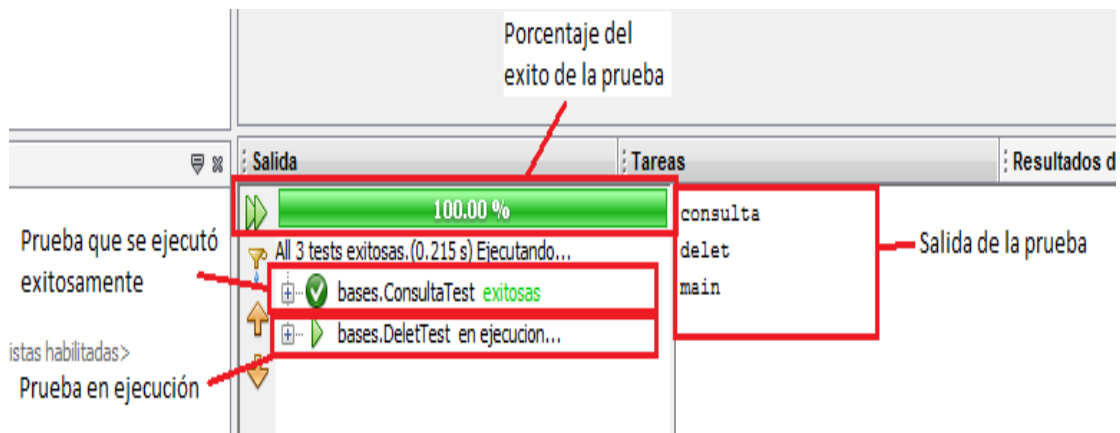 Porcentaje del
exito de la prueba
Salida
Tareas
Resultados d
100.00 %
consulta
delet
main
Salida de la prueba
Prueba que se ejecutó
exitosamente
All 3 tests exitosas.(0.215 s) Ejecutando...
bases.ConsultaTest exitosas
bases.DeletTest en ejecucion...
istas habilitadas>
Prueba en ejecución